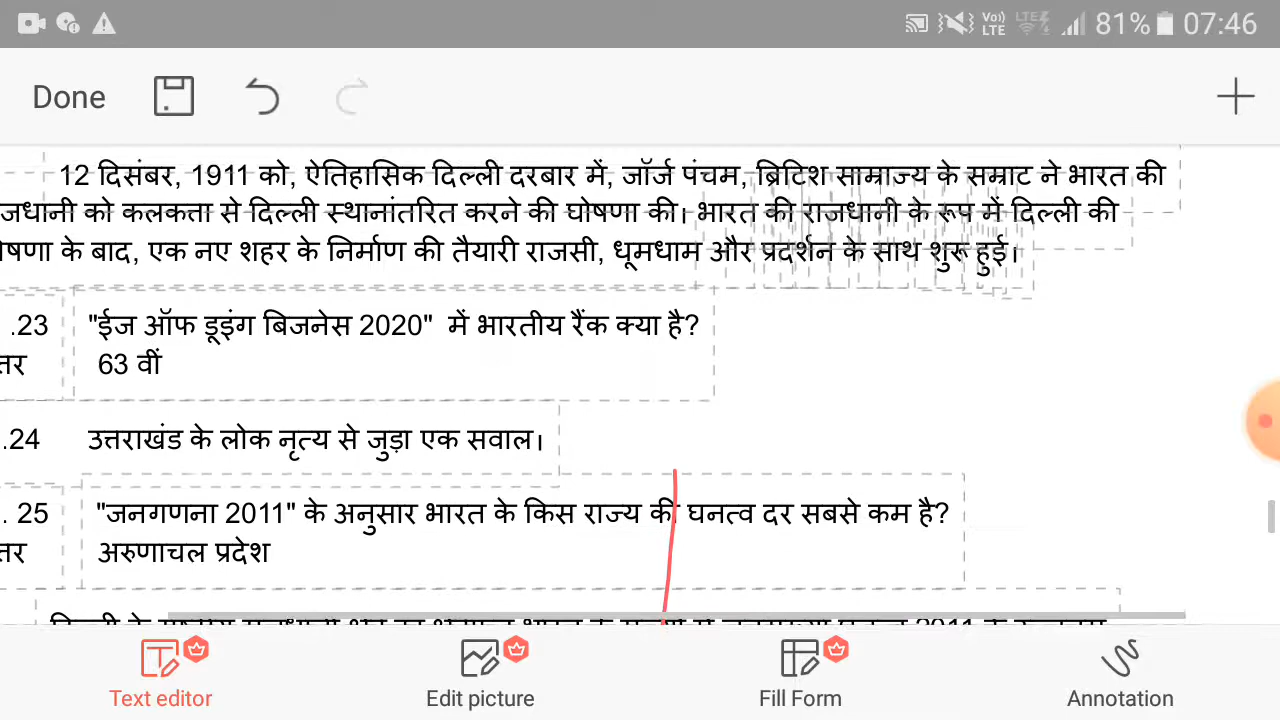 81% 07:46
Done
12 दिसंबर, 1911 को, ऐतिहासिक दिल्ली दरबार में, जॉर्ज पंचम, ब्रिटिश साम्राज्य के सम्राट ने भारत की
जधानी को कलकत्ता से दिल्ली स्थानांतरित करने की घोषणा की। भारत की राजधानी के रूप में दिल्ली की
षणा के बाद, एक नए शहर के निर्माण की तैयारी राजसी, धूमधाम और प्रदर्शन के साथ शुरू हुई।
.23 "ईज ऑफ डूइंग बिजनेस 2020" में भारतीय रैंक क्या है?
तर 63 वीं
.24 उत्तराखंड के लोक नृत्य से जुड़ा एक सवाल।
. 25 "जनगणना 2011" के अनुसार भारत के किस राज्य की घनत्व दर सबसे कम है?
तर अरुणाचल प्रदेश
Text editor Edit picture Fill Form Annotation